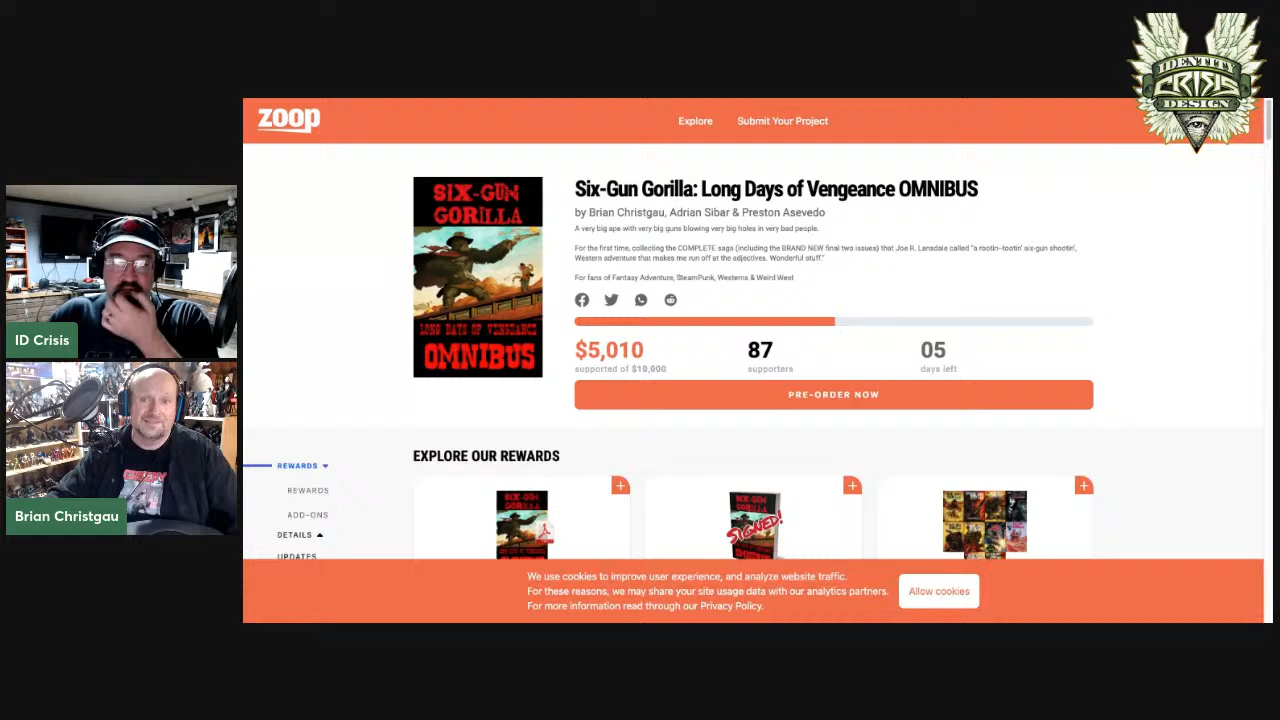 IDENTITY
CRISIS
DESIGN
zoop
Explore
Submit Your Project
SIX-GUN
GORILLA
LONG DAYS OF VENGEANCE
OMNIBUS
Six-Gun Gorilla: Long Days of Vengeance OMNIBUS
by Brian Christgau, Adrian Sibar & Preston Asevedo
A very big ape with very big guns blowing very big holes in very bad people.
For the first time, collecting the COMPLETE saga (including the BRAND NEW final two issues) that Joe R. Lansdale called "a rootin-tootin' six-gun shootin',
Western adventure that makes me run off at the adjectives. Wonderful stuff."
For fans of Fantasy Adventure, SteamPunk, Westerns & Weird West
$5,010
supported of $10,000
87
supporters
05
days left
PRE-ORDER NOW
ID Crisis
Brian Christgau
REWARDS
REWARDS
ADD-ONS
DETAILS
UPDATES
EXPLORE OUR REWARDS
SIX-GUN
GORILLA
SIX-GUN
GORILLA
SIGNED!
We use cookies to improve user experience, and analyze website traffic.
For these reasons, we may share your site usage data with our analytics partners.
For more information read through our Privacy Policy.
Allow cookies